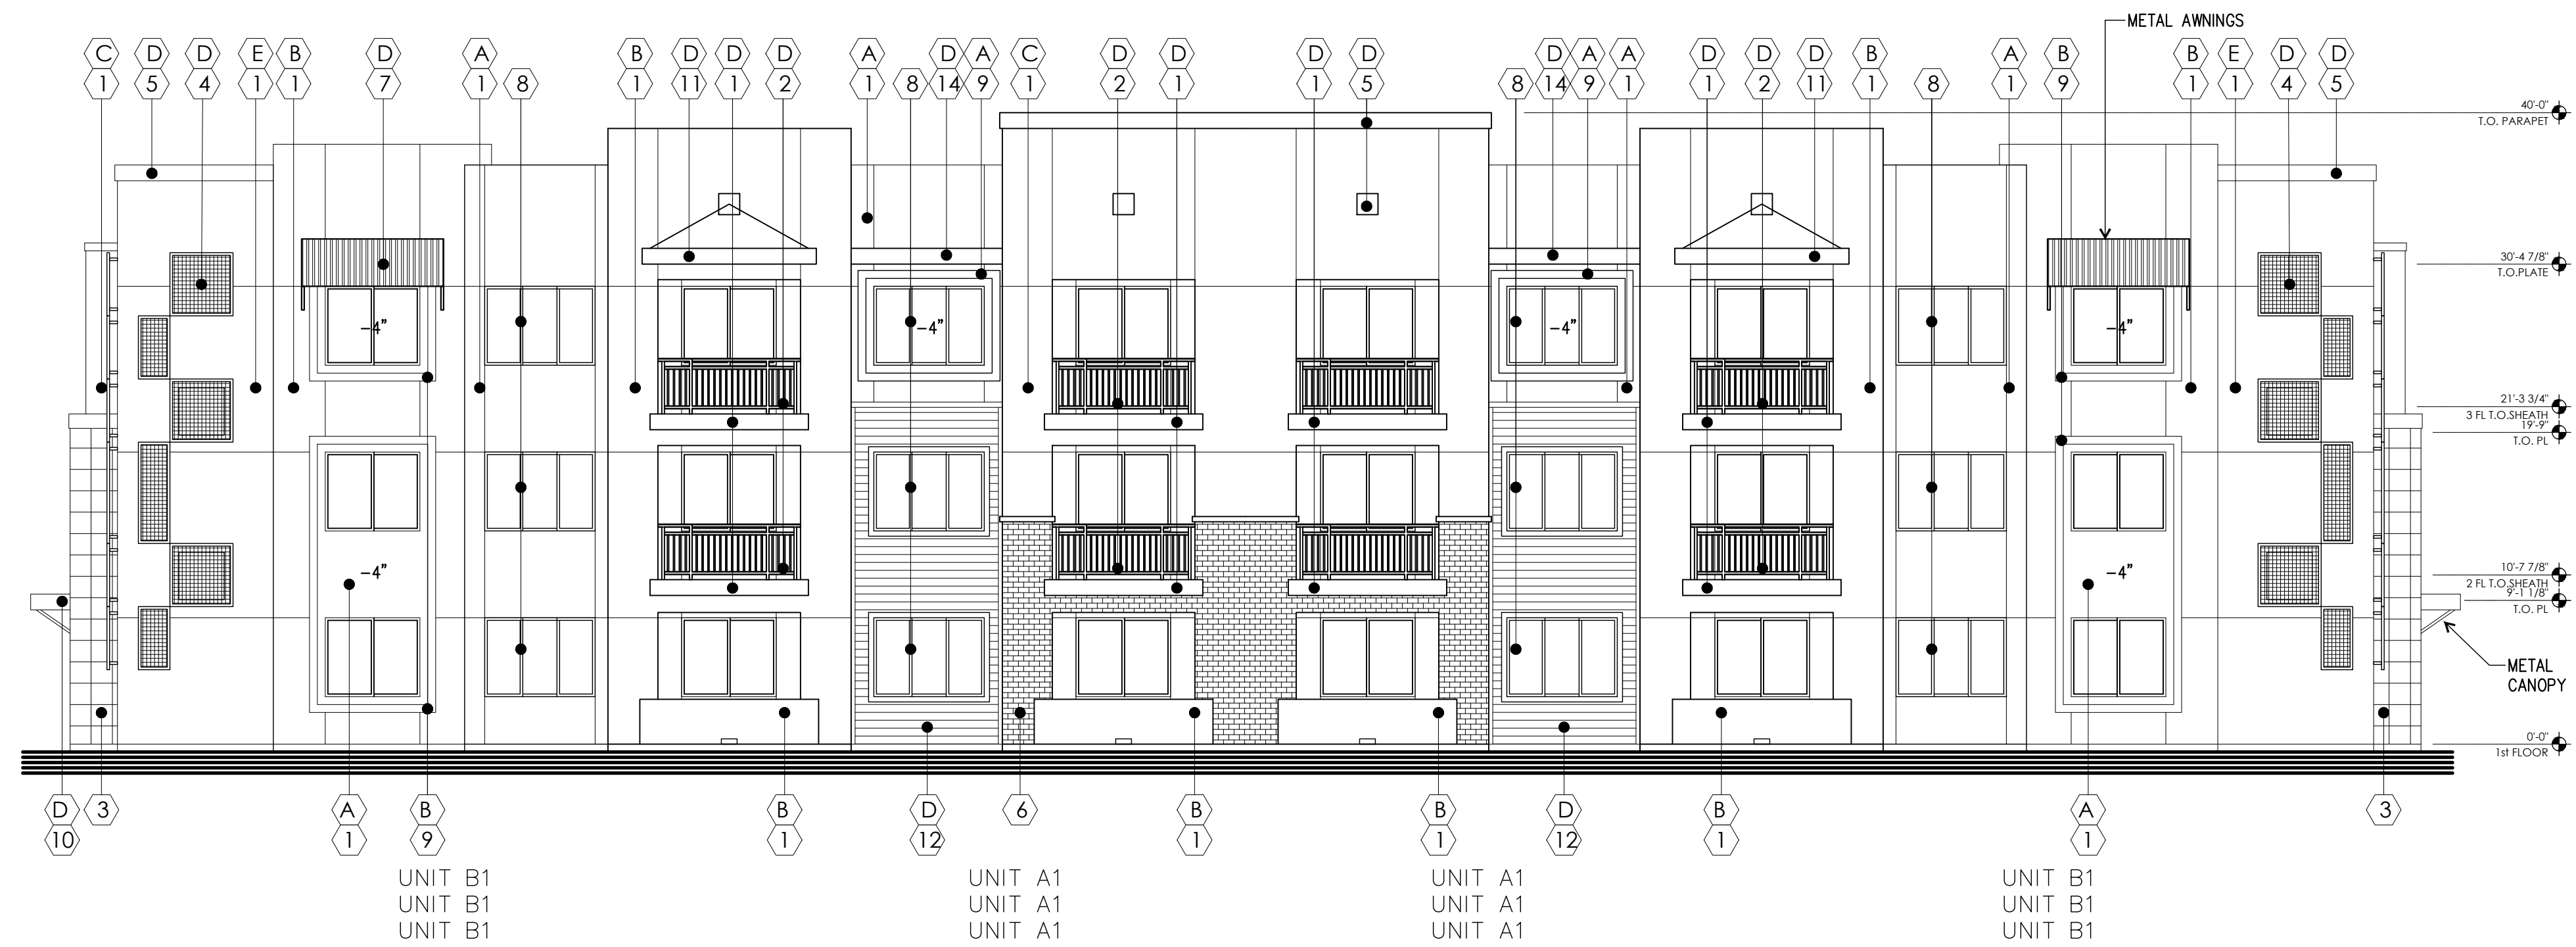 METAL AWNINGS
C D D E B D A B D D D A D A C D D D D D A A D D D B A B B E D D
1 5 4 1 1 7 1 8 1 11 1 2 1 8 14 9 1 2 1 1 5 8 14 9 1 1 2 11 1 8 1 9 1 1 4 5
40'-0"
T.O. PARAPET
30'-4 7/8"
T.O.PLATE
-4" -4" -4" -4"
21'-3 3/4"
3 FL T.O.SHEATH
19'-9"
T.O. PL
10'-7 7/8"
2 FL T.O.SHEATH
9'-1 1/8"
T.O. PL
-4" -4"
METAL
CANOPY
0'-0"
1st FLOOR
D 3 A B B D 6 B B D B A 3
10 1 9 1 12 1 1 12 1 1
UNIT B1 UNIT A1 UNIT A1 UNIT B1
UNIT B1 UNIT A1 UNIT A1 UNIT B1
UNIT B1 UNIT A1 UNIT A1 UNIT B1